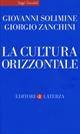 GIOVANNI SOLIMINE
GIORGIO ZANCHINI
LA CULTURA
ORIZZONTALE
EDITORI LATERZA